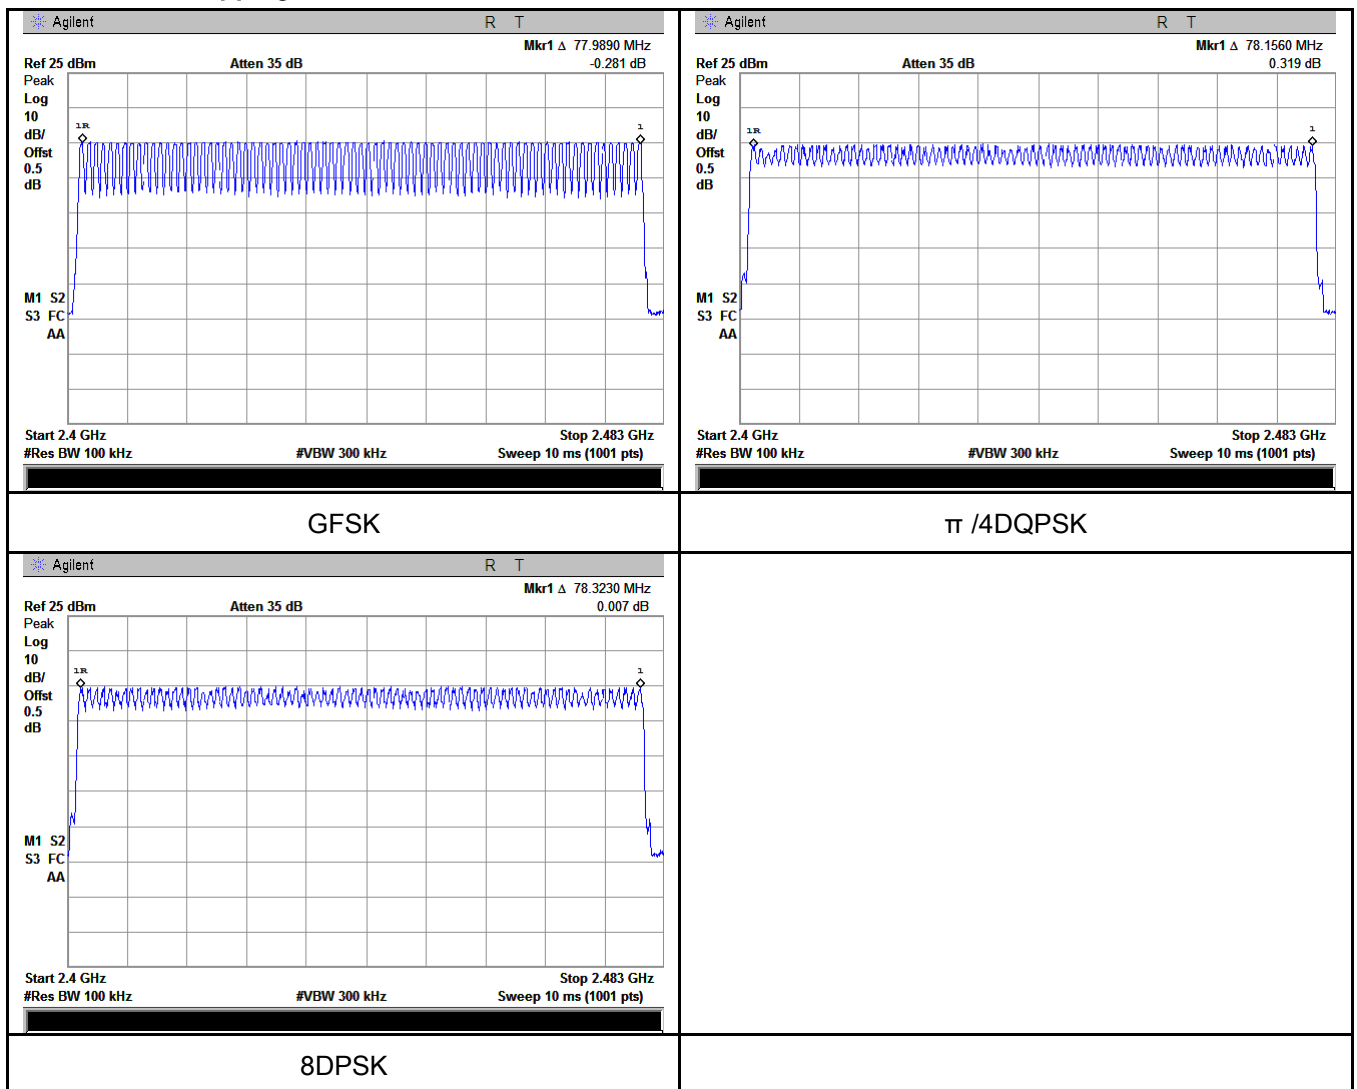 Agilent R T
Mkr1 Δ 77.9890 MHz
Ref 25 dBm Atten 35 dB -0.281 dB
Peak
Log
10
dB/
Offst
0.5
dB
1R
1
M1 S2
S3 FC
AA
Start 2.4 GHz Stop 2.483 GHz
#Res BW 100 kHz #VBW 300 kHz Sweep 10 ms (1001 pts)
GFSK
Agilent R T
Mkr1 Δ 78.1560 MHz
Ref 25 dBm Atten 35 dB 0.319 dB
Peak
Log
10
dB/
Offst
0.5
dB
1R
1
M1 S2
S3 FC
AA
Start 2.4 GHz Stop 2.483 GHz
#Res BW 100 kHz #VBW 300 kHz Sweep 10 ms (1001 pts)
π /4DQPSK
Agilent R T
Mkr1 Δ 78.3230 MHz
Ref 25 dBm Atten 35 dB 0.007 dB
Peak
Log
10
dB/
Offst
0.5
dB
1R
1
M1 S2
S3 FC
AA
Start 2.4 GHz Stop 2.483 GHz
#Res BW 100 kHz #VBW 300 kHz Sweep 10 ms (1001 pts)
8DPSK